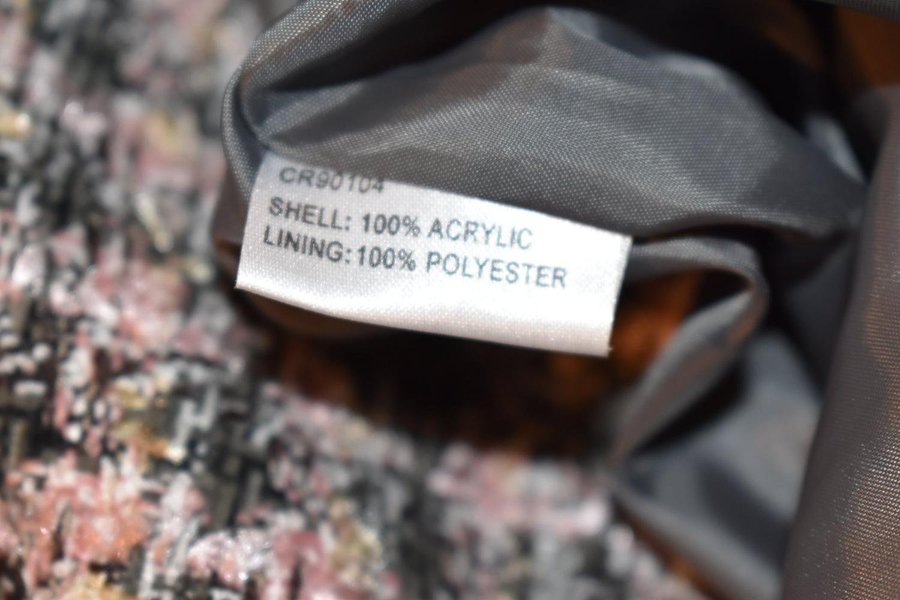 CR90104
SHELL: 100% ACRYLIC
LINING:100% POLYESTER